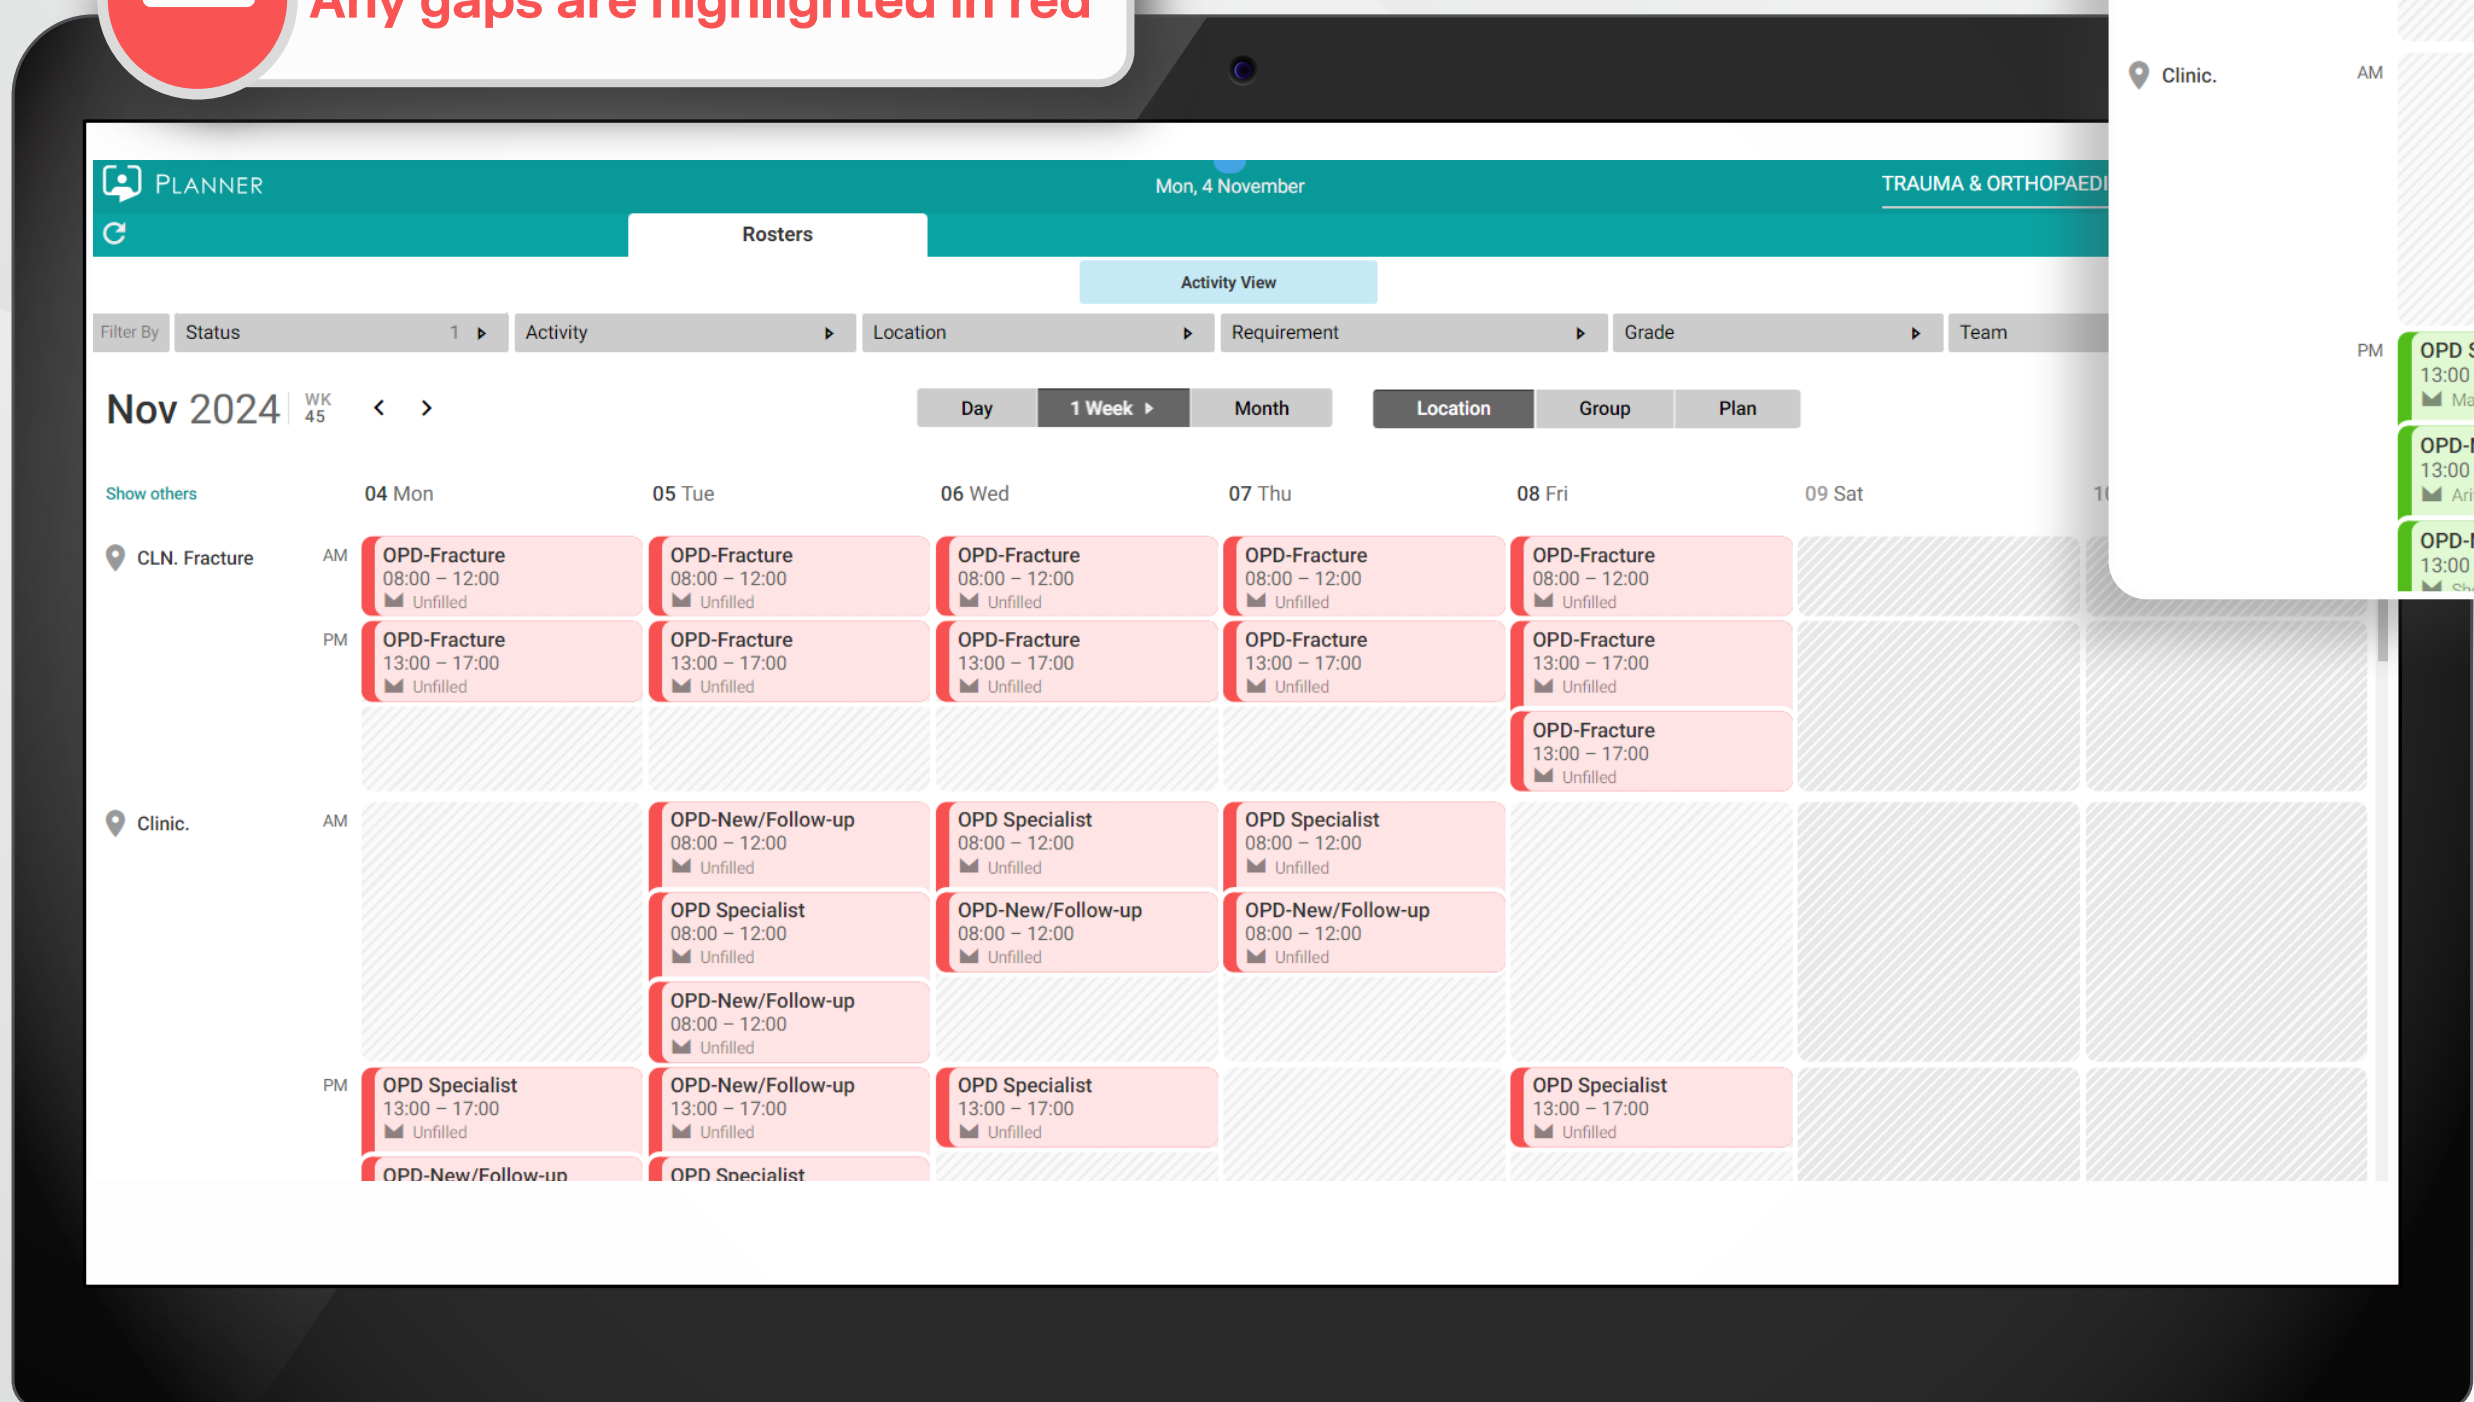 Any gaps are highlighted in red
PLANNER
Mon, 4 November
TRAUMA & ORTHOPAEDI
Rosters
Activity View
Filter By
Status 1
Activity
Location
Requirement
Grade
Team
Nov 2024 WK 45
Day
1 Week
Month
Location
Group
Plan
Show others
04 Mon
05 Tue
06 Wed
07 Thu
08 Fri
09 Sat
CLN. Fracture
AM
OPD-Fracture
08:00 – 12:00
Unfilled
OPD-Fracture
08:00 – 12:00
Unfilled
OPD-Fracture
08:00 – 12:00
Unfilled
OPD-Fracture
08:00 – 12:00
Unfilled
OPD-Fracture
08:00 – 12:00
Unfilled
PM
OPD-Fracture
13:00 – 17:00
Unfilled
OPD-Fracture
13:00 – 17:00
Unfilled
OPD-Fracture
13:00 – 17:00
Unfilled
OPD-Fracture
13:00 – 17:00
Unfilled
OPD-Fracture
13:00 – 17:00
Unfilled
OPD-Fracture
13:00 – 17:00
Unfilled
Clinic.
AM
OPD-New/Follow-up
08:00 – 12:00
Unfilled
OPD Specialist
08:00 – 12:00
Unfilled
OPD-New/Follow-up
08:00 – 12:00
Unfilled
OPD Specialist
08:00 – 12:00
Unfilled
OPD-New/Follow-up
08:00 – 12:00
Unfilled
OPD Specialist
08:00 – 12:00
Unfilled
OPD-New/Follow-up
08:00 – 12:00
Unfilled
PM
OPD Specialist
13:00 – 17:00
Unfilled
OPD-New/Follow-up
OPD-New/Follow-up
13:00 – 17:00
Unfilled
OPD Specialist
OPD Specialist
13:00 – 17:00
Unfilled
OPD Specialist
13:00 – 17:00
Unfilled
Clinic.
AM
PM
OPD S
13:00
Ma
OPD-
13:00
Ari
OPD-
13:00